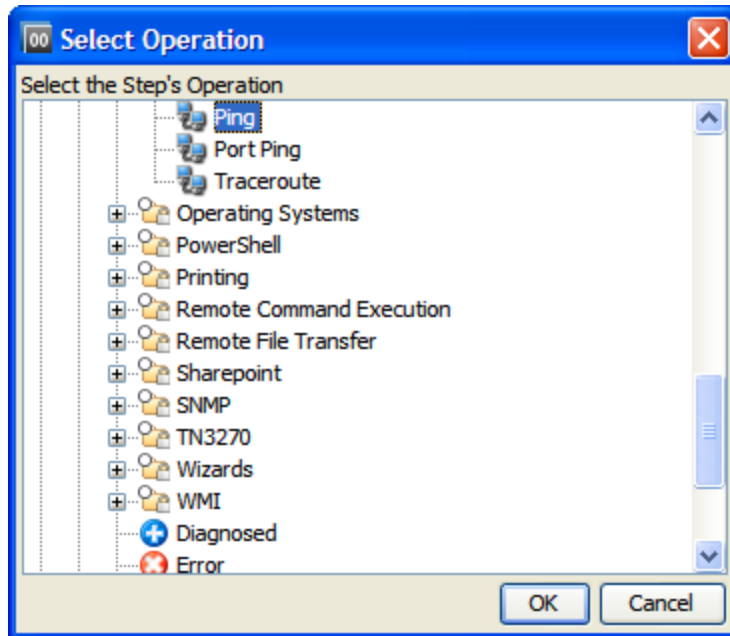 00 Select Operation
Select the Step's Operation
Ping
Port Ping
Traceroute
Operating Systems
PowerShell
Printing
Remote Command Execution
Remote File Transfer
Sharepoint
SNMP
TN3270
Wizards
WMI
Diagnosed
Error
OK Cancel